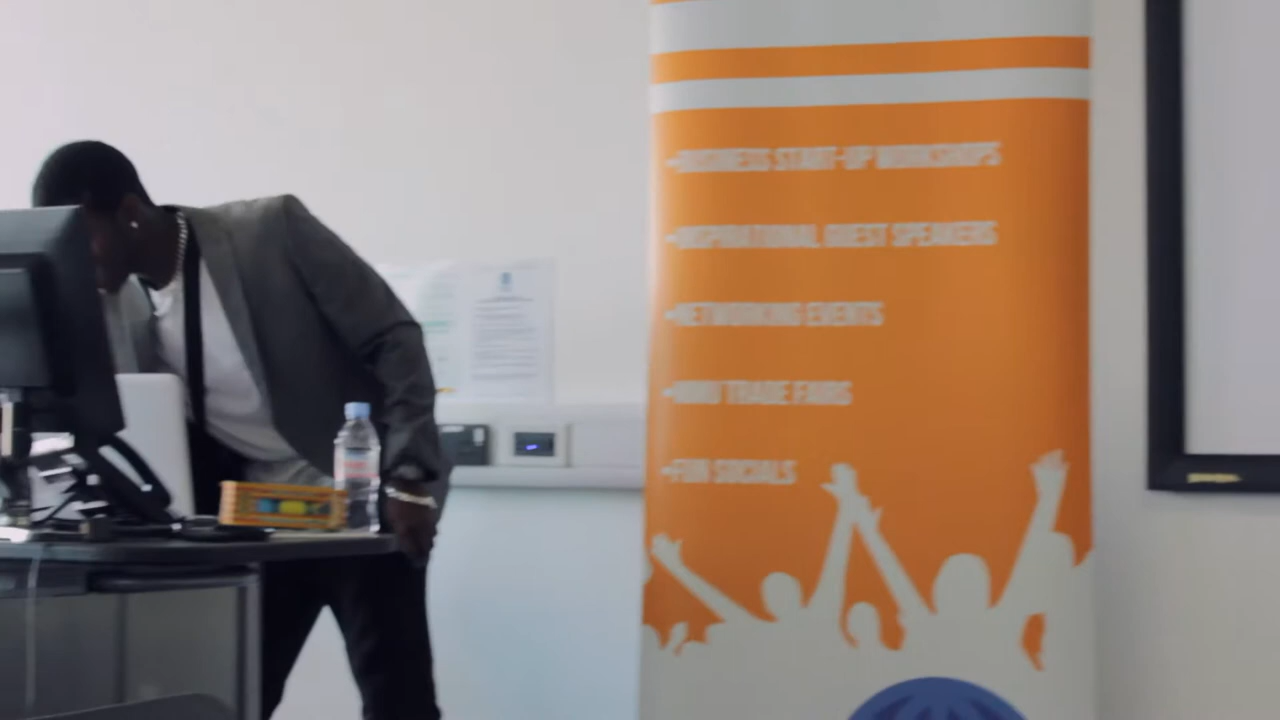 •BUSINESS START-UP WORKSHOPS
•INSPIRATIONAL GUEST SPEAKERS
•NETWORKING EVENTS
•MINI TRADE FAIRS
•FUN SOCIALS